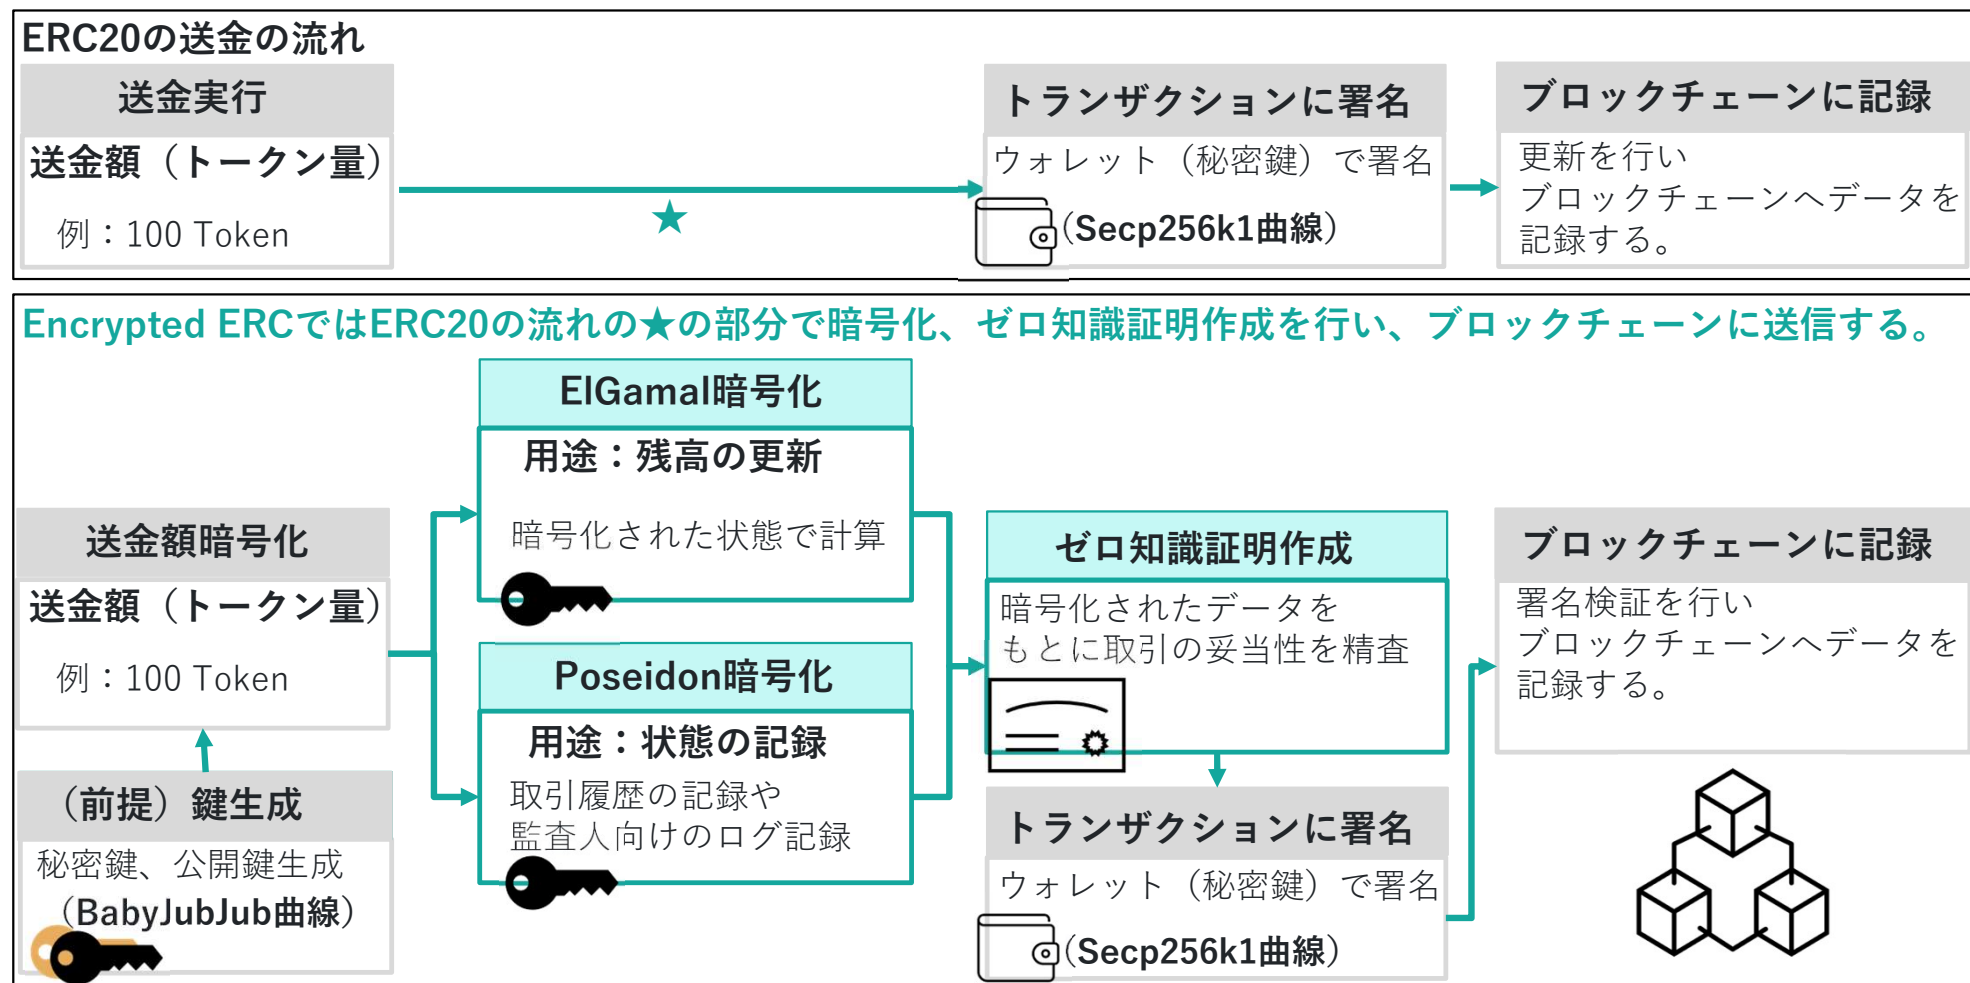 ERC20の送金の流れ
送金実行
送金額（トークン量）
例：100 Token
★
トランザクションに署名
ウォレット（秘密鍵）で署名
（Secp256k1曲線）
ブロックチェーンに記録
更新を行い
ブロックチェーンへデータを
記録する。
Encrypted ERCではERC20の流れの★の部分で暗号化、ゼロ知識証明作成を行い、ブロックチェーンに送信する。
送金額暗号化
送金額（トークン量）
例：100 Token
（前提）鍵生成
秘密鍵、公開鍵生成
（BabyJubJub曲線）
ElGamal暗号化
用途：残高の更新
暗号化された状態で計算
Poseidon暗号化
用途：状態の記録
取引履歴の記録や
監査人向けのログ記録
ゼロ知識証明作成
暗号化されたデータを
もとに取引の妥当性を精査
トランザクションに署名
ウォレット（秘密鍵）で署名
（Secp256k1曲線）
ブロックチェーンに記録
署名検証を行い
ブロックチェーンへデータを
記録する。